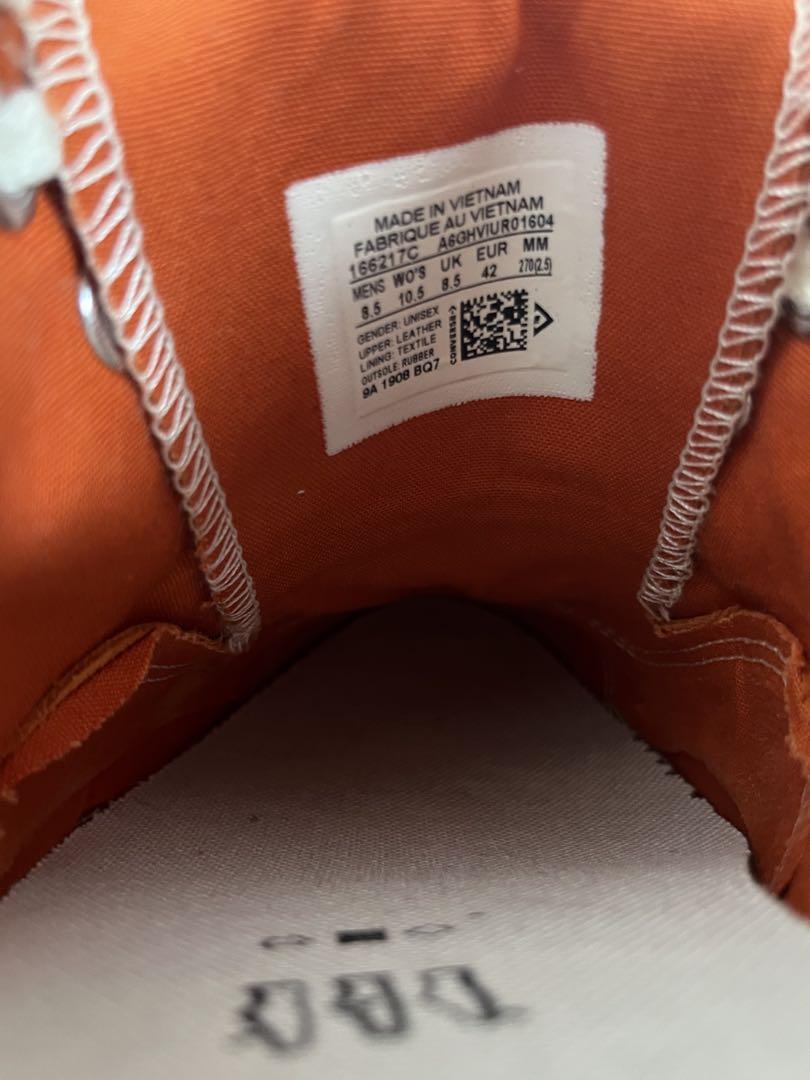 MADE IN VIETNAM
FABRIQUE AU VIETNAM
166217C A6GHVIUR01604
MENS WO'S UK EUR MM
8.5 10.5 8.5 42 270(2.5)
GENDER: UNISEX
UPPER: LEATHER
LINING: TEXTILE
OUTSOLE: RUBBER
9A 1908 BQ7
CONVERSE